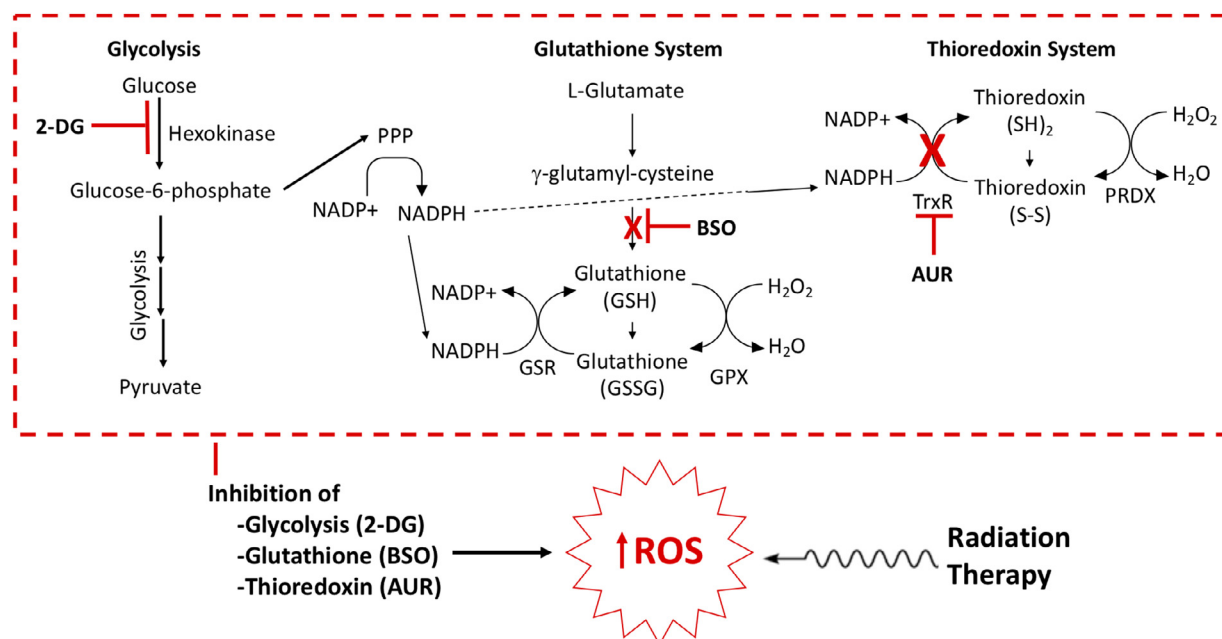 Glycolysis
Glucose
2-DG
Hexokinase
Glucose-6-phosphate
PPP
NADP+
NADPH
Glycolysis
Pyruvate
Glutathione System
L-Glutamate
γ-glutamyl-cysteine
BSO
X
Glutathione
(GSH)
NADP+
NADPH
GSR
Glutathione
(GSSG)
GPX
H₂O₂
H₂O
Thioredoxin System
NADP+
NADPH
X
Thioredoxin
(SH)₂
Thioredoxin
(S-S)
TrxR
PRDX
H₂O₂
H₂O
AUR
Inhibition of
-Glycolysis (2-DG)
-Glutathione (BSO)
-Thioredoxin (AUR)
↑ROS
Radiation
Therapy